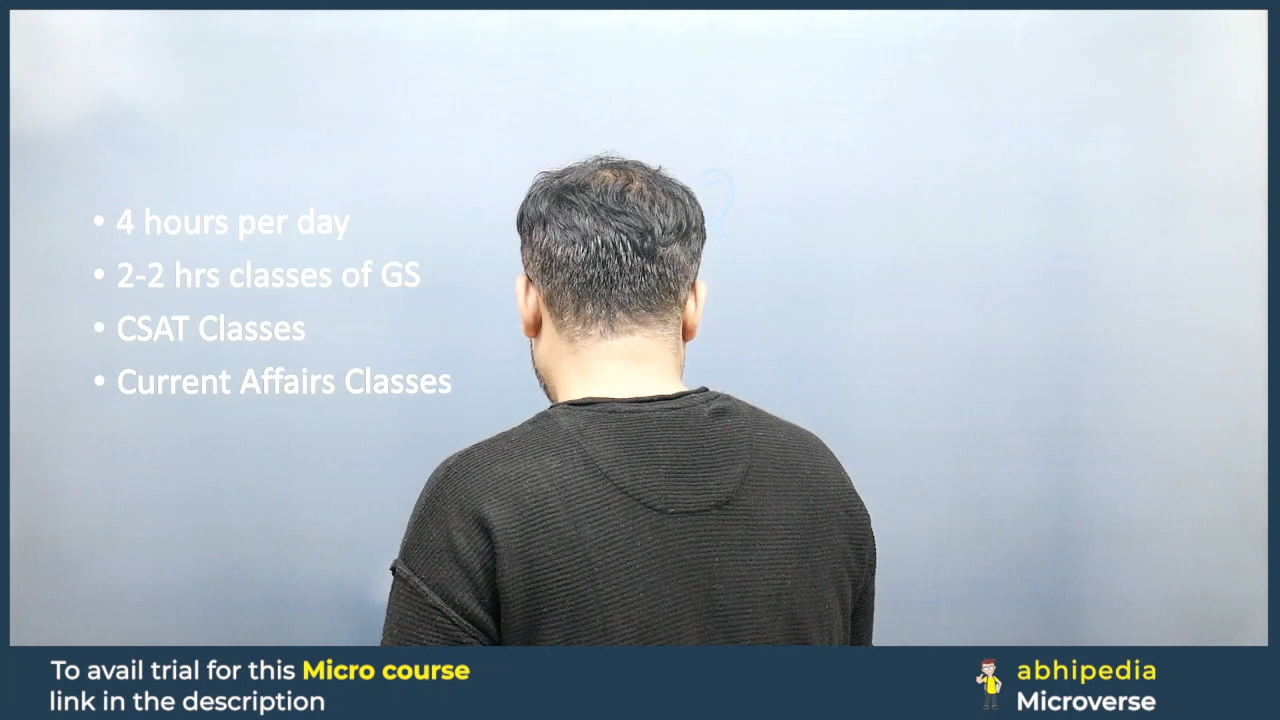 • 4 hours per day
• 2-2 hrs classes of GS
• CSAT Classes
• Current Affairs Classes
To avail trial for this Micro course
link in the description
abhipedia
Microverse